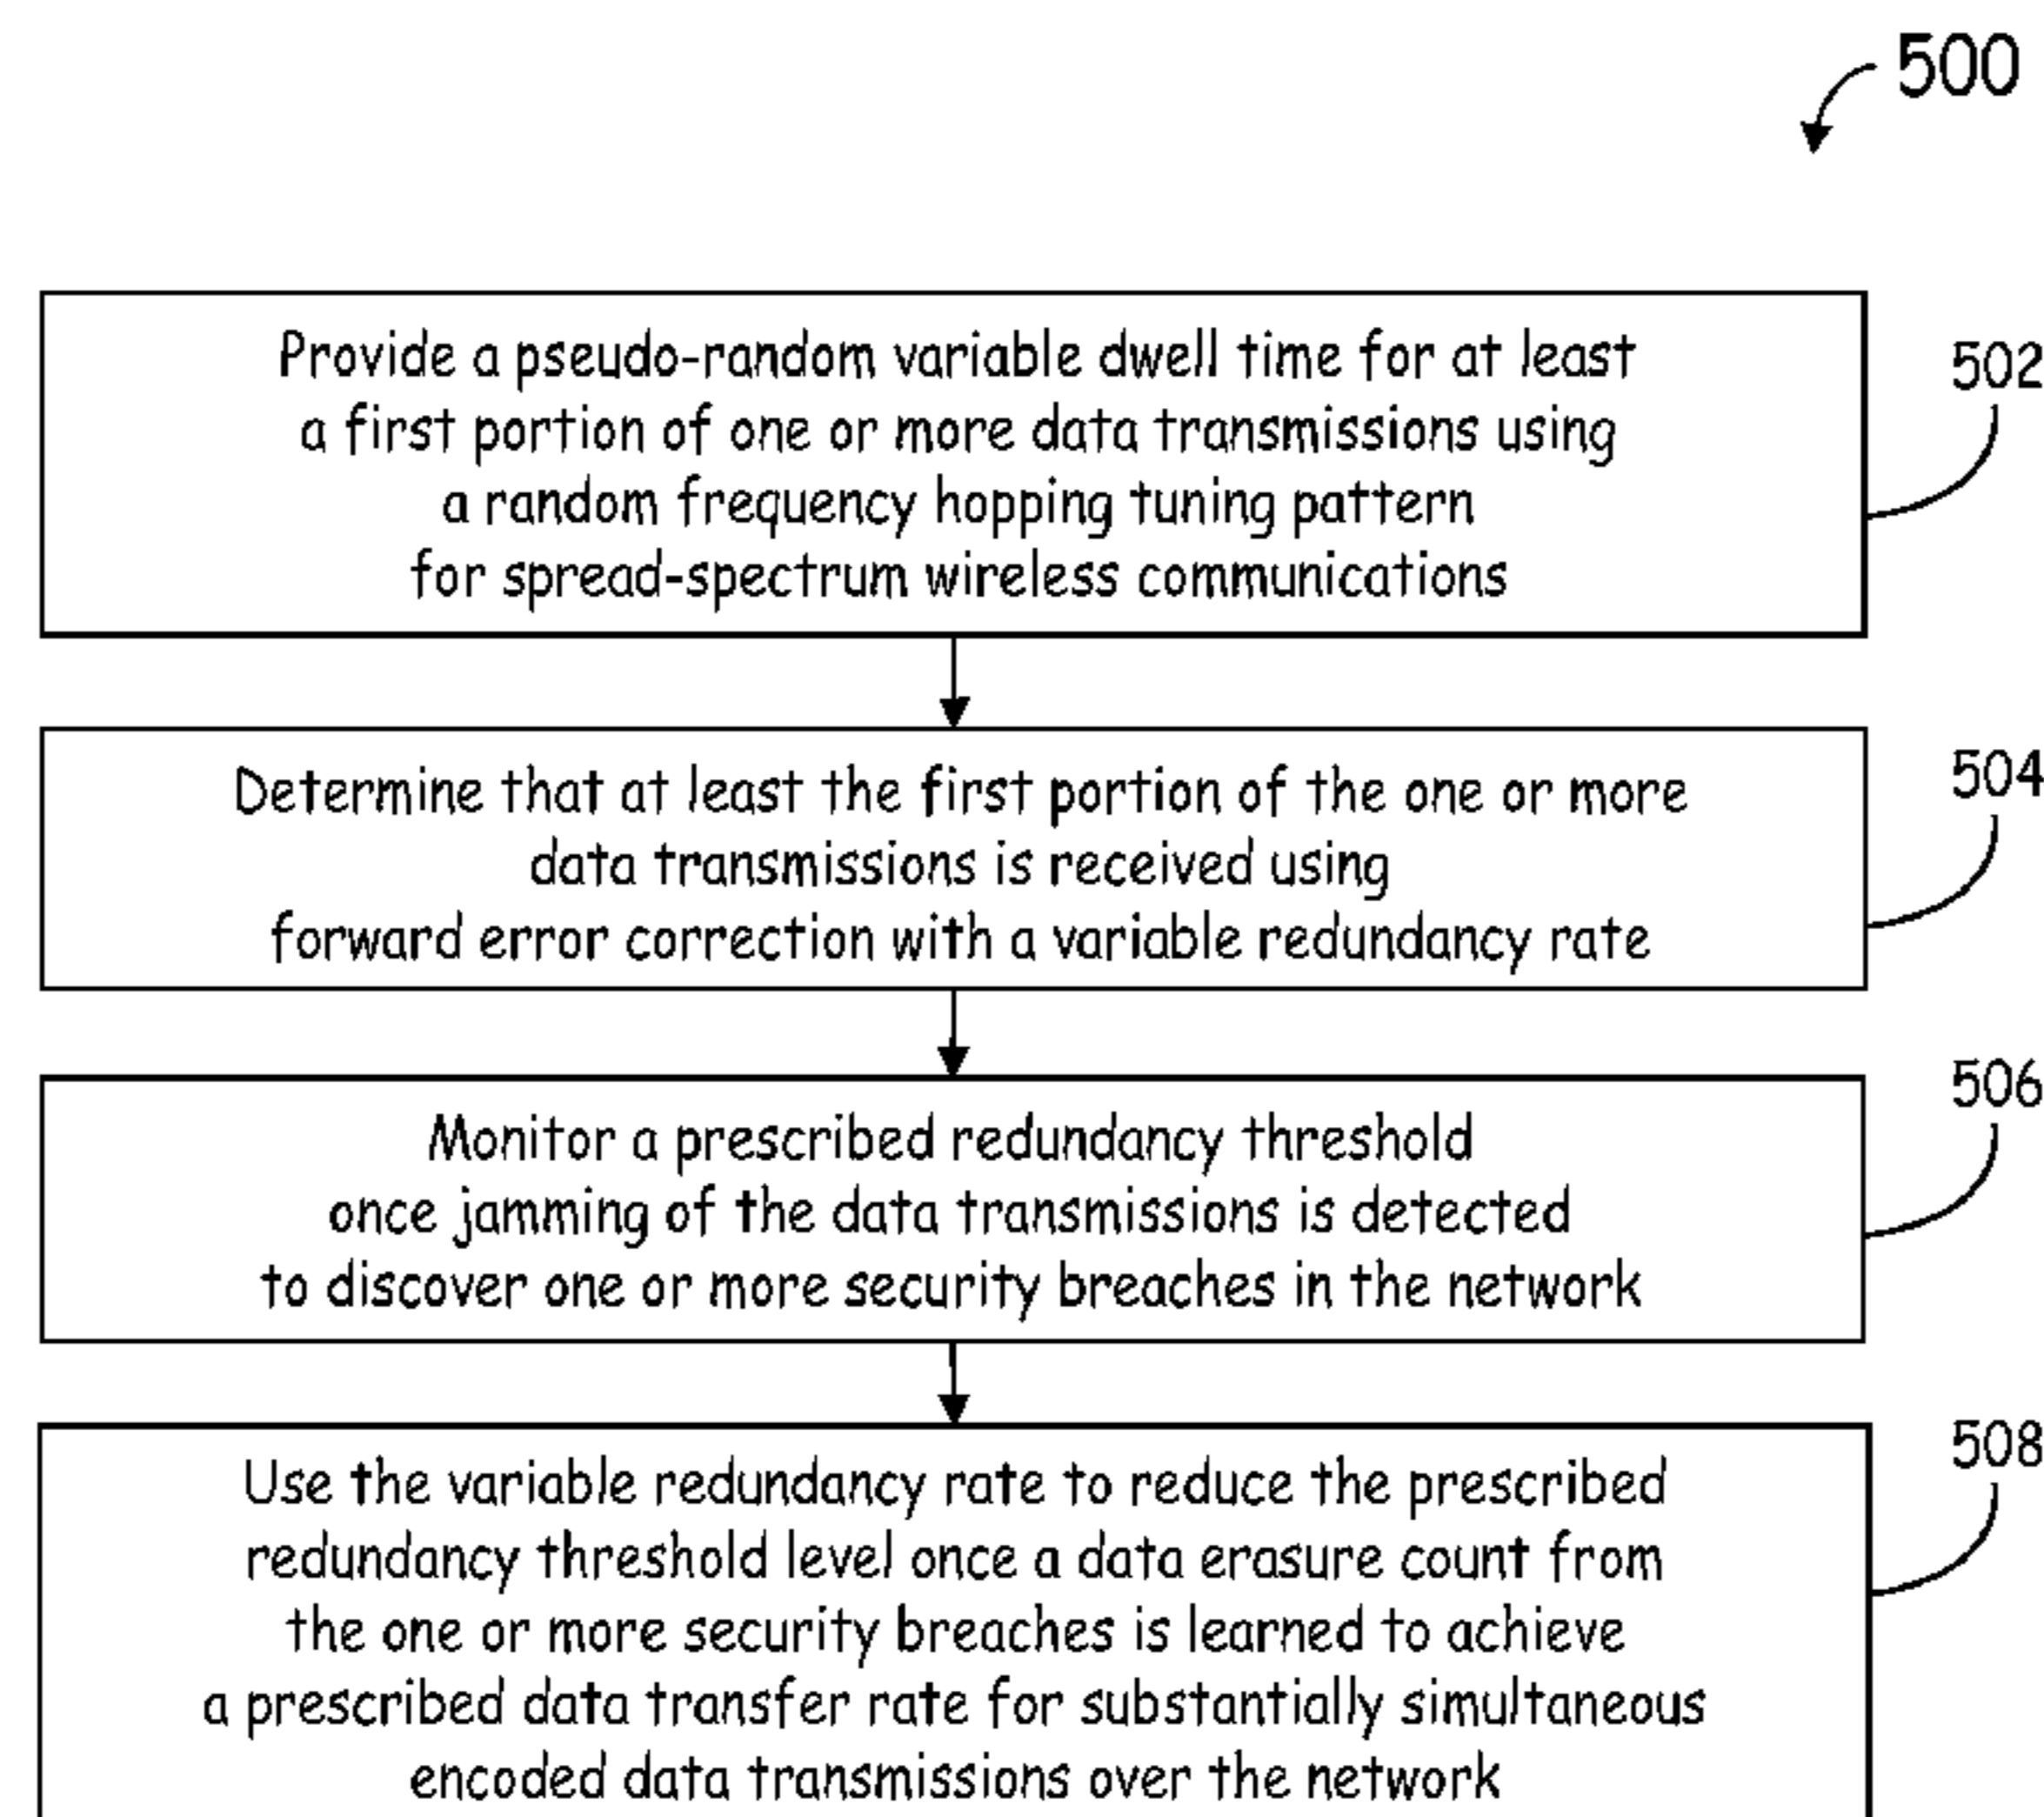 500
Provide a pseudo-random variable dwell time for at least
a first portion of one or more data transmissions using
a random frequency hopping tuning pattern
for spread-spectrum wireless communications
502
Determine that at least the first portion of the one or more
data transmissions is received using
forward error correction with a variable redundancy rate
504
Monitor a prescribed redundancy threshold
once jamming of the data transmissions is detected
to discover one or more security breaches in the network
506
Use the variable redundancy rate to reduce the prescribed
redundancy threshold level once a data erasure count from
the one or more security breaches is learned to achieve
a prescribed data transfer rate for substantially simultaneous
encoded data transmissions over the network
508